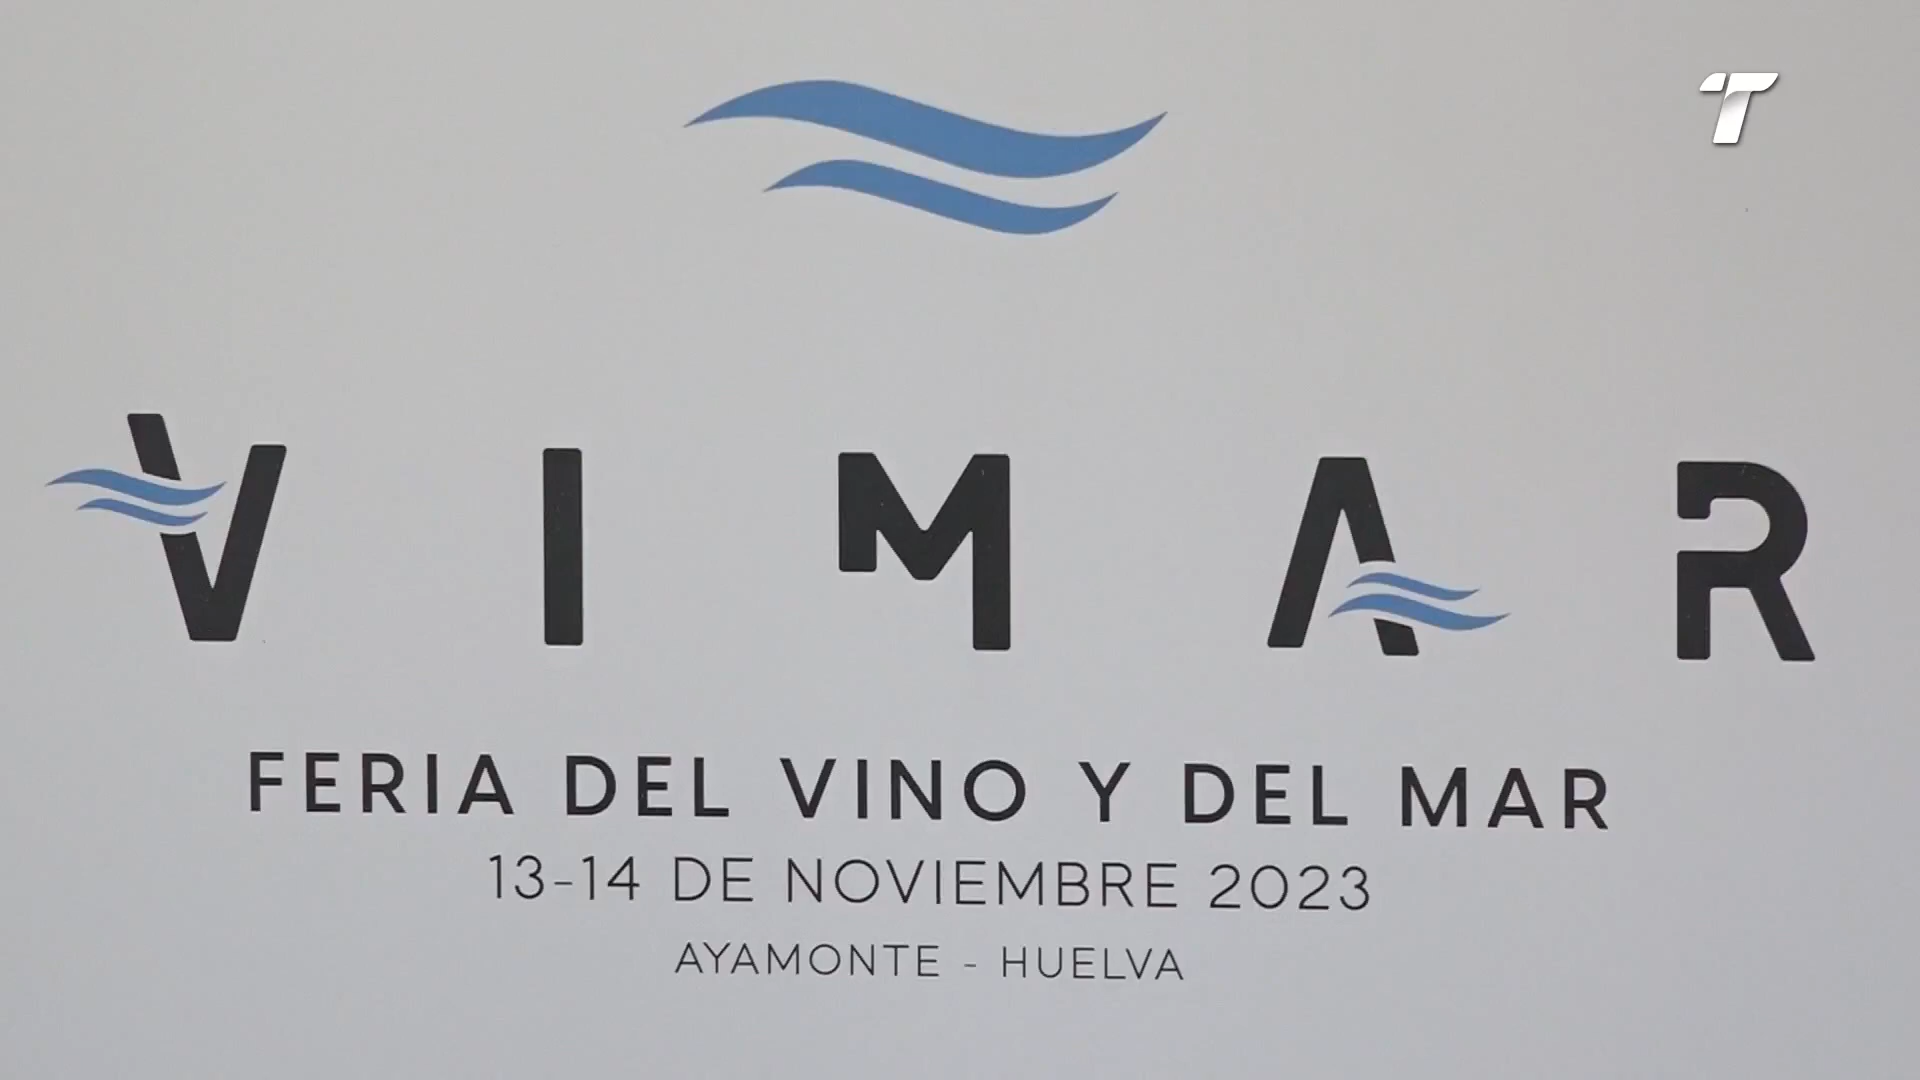 T
VIMAR
FERIA DEL VINO Y DEL MAR
13-14 DE NOVIEMBRE 2023
AYAMONTE - HUELVA